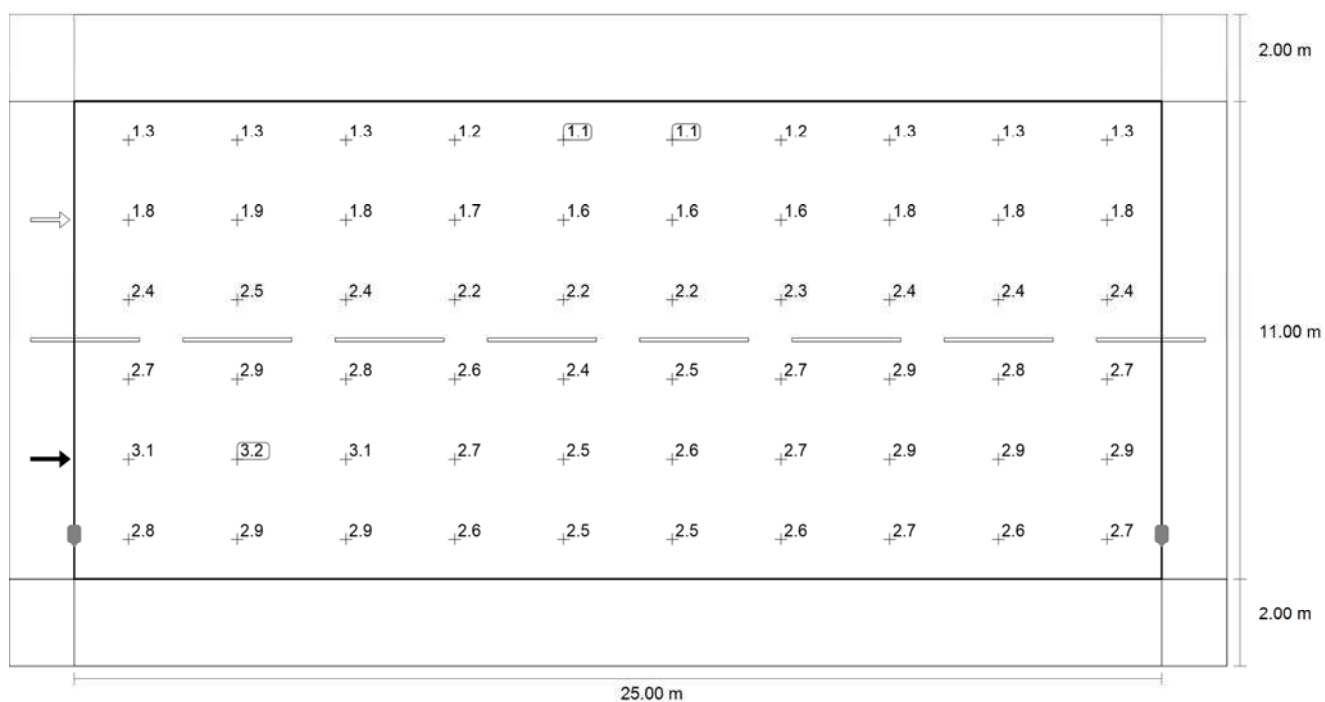 2.00 m
1.3 1.3 1.3 1.2 1.1 1.1 1.2 1.3 1.3 1.3
1.8 1.9 1.8 1.7 1.6 1.6 1.6 1.8 1.8 1.8
2.4 2.5 2.4 2.2 2.2 2.2 2.3 2.4 2.4 2.4
11.00 m
2.7 2.9 2.8 2.6 2.4 2.5 2.7 2.9 2.8 2.7
3.1 3.2 3.1 2.7 2.5 2.6 2.7 2.9 2.9 2.9
2.8 2.9 2.9 2.6 2.5 2.5 2.6 2.7 2.6 2.7
2.00 m
25.00 m